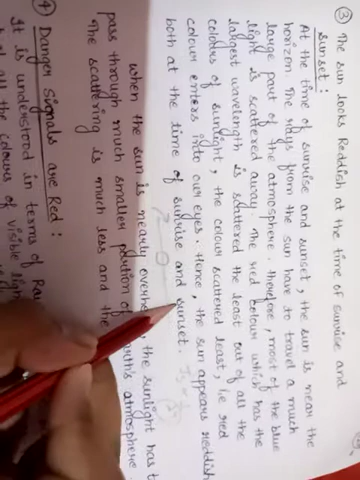 ③ The sun looks Reddish at the time of sunrise and
sunset :
At the time of sunrise and sunset, the sun is near the
horizon. The rays from the sun have to travel a much
large part of the atmosphere. therefore, most of the blue
light is scattered away. The red colour which has the
largest wavelength is scattered the least out of all the
colours of sunlight, the colour scattered least, i.e red
colour enters into our eyes. Hence, the sun appears reddish
both at the time of sunrise and sunset.
when the sun is nearly the sunlight has
pass through much smaller portion of atmosphere
The scattering is much less and the
④ Danger signals are Red :
It is understood in terms of
all the colours of visible